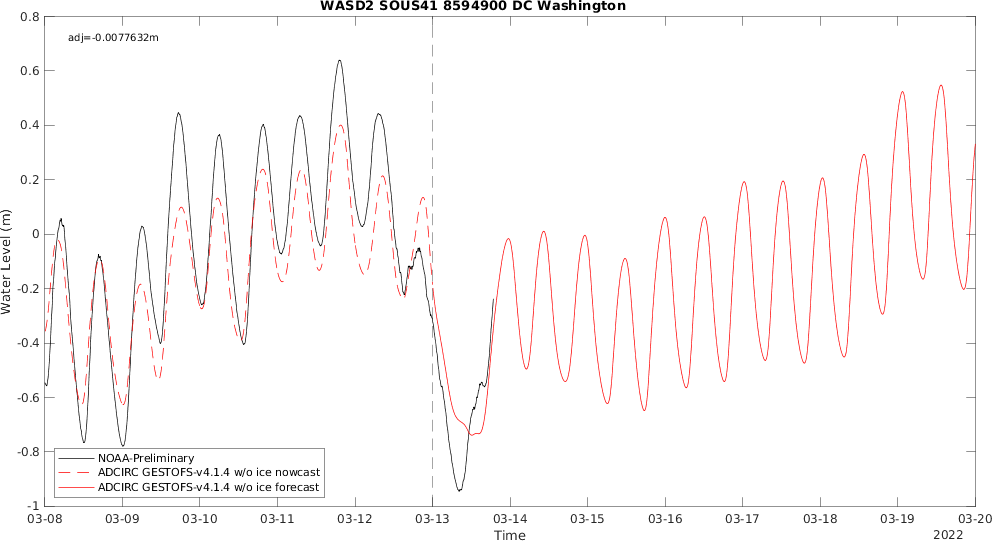 WASD2 SOUS41 8594900 DC Washington
adj=-0.0077632m
0.8
0.6
0.4
0.2
0
-0.2
-0.4
-0.6
-0.8
-1
Water Level (m)
NOAA-Preliminary
ADCIRC GESTOFS-v4.1.4 w/o ice nowcast
ADCIRC GESTOFS-v4.1.4 w/o ice forecast
03-08 03-09 03-10 03-11 03-12 03-13 03-14 03-15 03-16 03-17 03-18 03-19 03-20
Time
2022